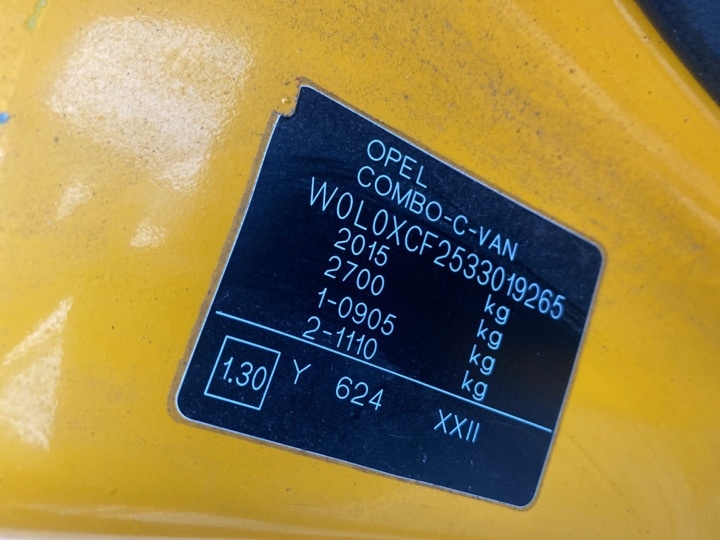 OPEL
COMBO-C-VAN
W0L0XCF2533019265
2015 kg
2700 kg
1-0905 kg
2-1110 kg
1.30 Y 624 XXII